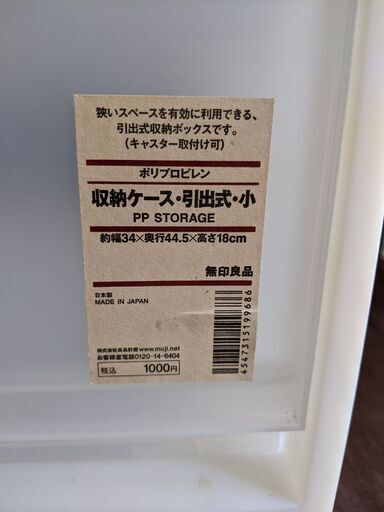 狭いスペースを有効に利用できる、
引出式収納ボックスです。
(キャスター取付け可)
ポリプロピレン
収納ケース・引出式・小
PP STORAGE
約幅34×奥行44.5×高さ18cm
無印良品
日本製
MADE IN JAPAN
4547315199686
株式会社良品計画 www.muji.net
お客様室電話0120-14-6404
税込 1000円